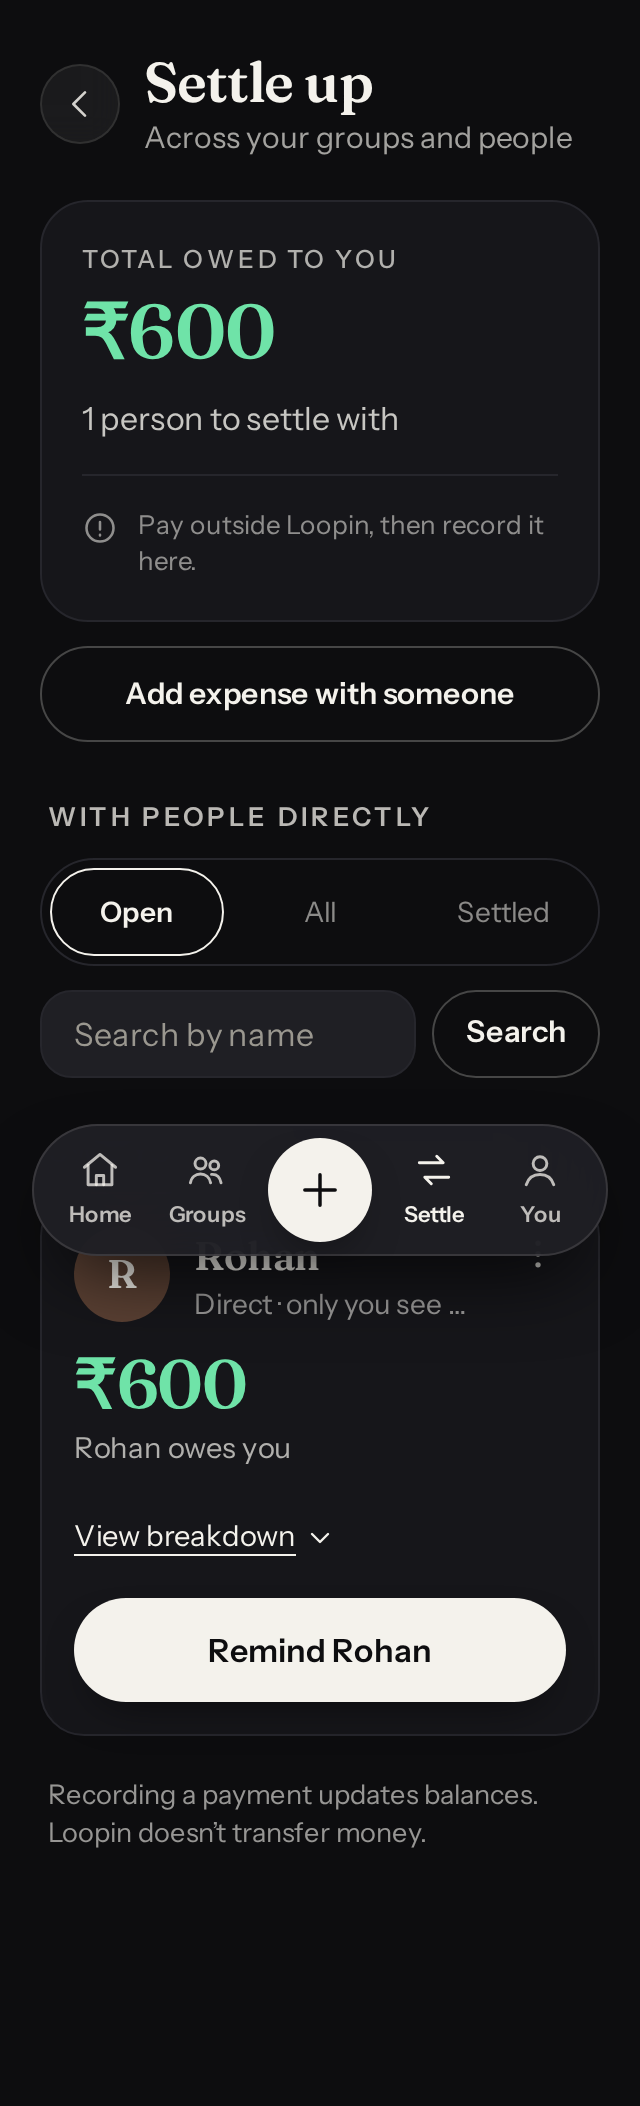 Settle up
Across your groups and people
TOTAL OWED TO YOU
₹600
1 person to settle with
Pay outside Loopin, then record it
here.
Add expense with someone
WITH PEOPLE DIRECTLY
Open All Settled
Search by name Search
Home Groups Settle You
R Rohan
Direct · only you see ...
₹600
Rohan owes you
View breakdown
Remind Rohan
Recording a payment updates balances.
Loopin doesn't transfer money.